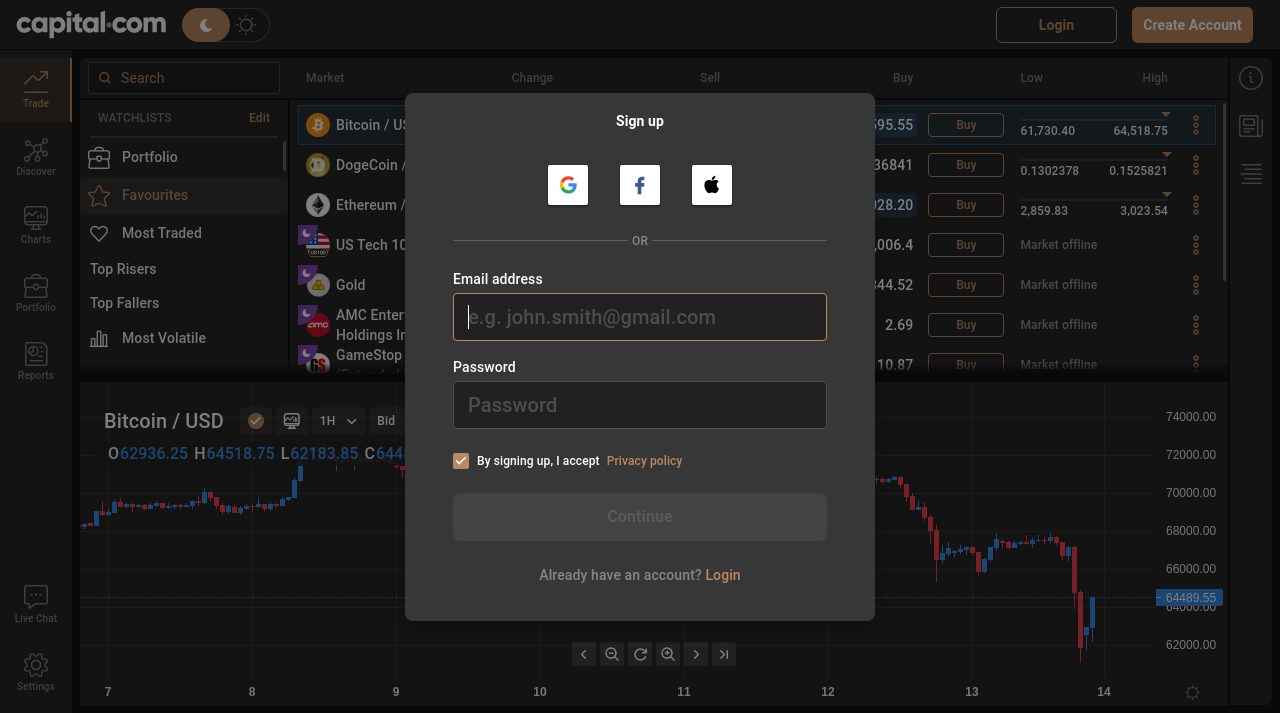 capital.com
Login
Create Account
Trade
Discover
Charts
Portfolio
Reports
Live Chat
Settings
Search
WATCHLISTS
Edit
Portfolio
Favourites
Most Traded
Top Risers
Top Fallers
Most Volatile
Market Change Sell Buy Low High
Bitcoin / US 595.55 Buy 61,730.40 64,518.75
DogeCoin / 36841 Buy 0.1302378 0.1525821
Ethereum / 028.20 Buy 2,859.83 3,023.54
US Tech 10 ,006.4 Buy Market offline
Gold 344.52 Buy Market offline
AMC Enter
Holdings In 2.69 Buy Market offline
GameStop 10.87 Buy Market offline
Sign up
OR
Email address
e.g. john.smith@gmail.com
Password
Password
By signing up, I accept Privacy policy
Continue
Already have an account? Login
Bitcoin / USD 1H Bid
O62936.25 H64518.75 L62183.85 C648
74000.00
72000.00
70000.00
68000.00
66000.00
64489.55
64000.00
62000.00
7 8 9 10 11 12 13 14